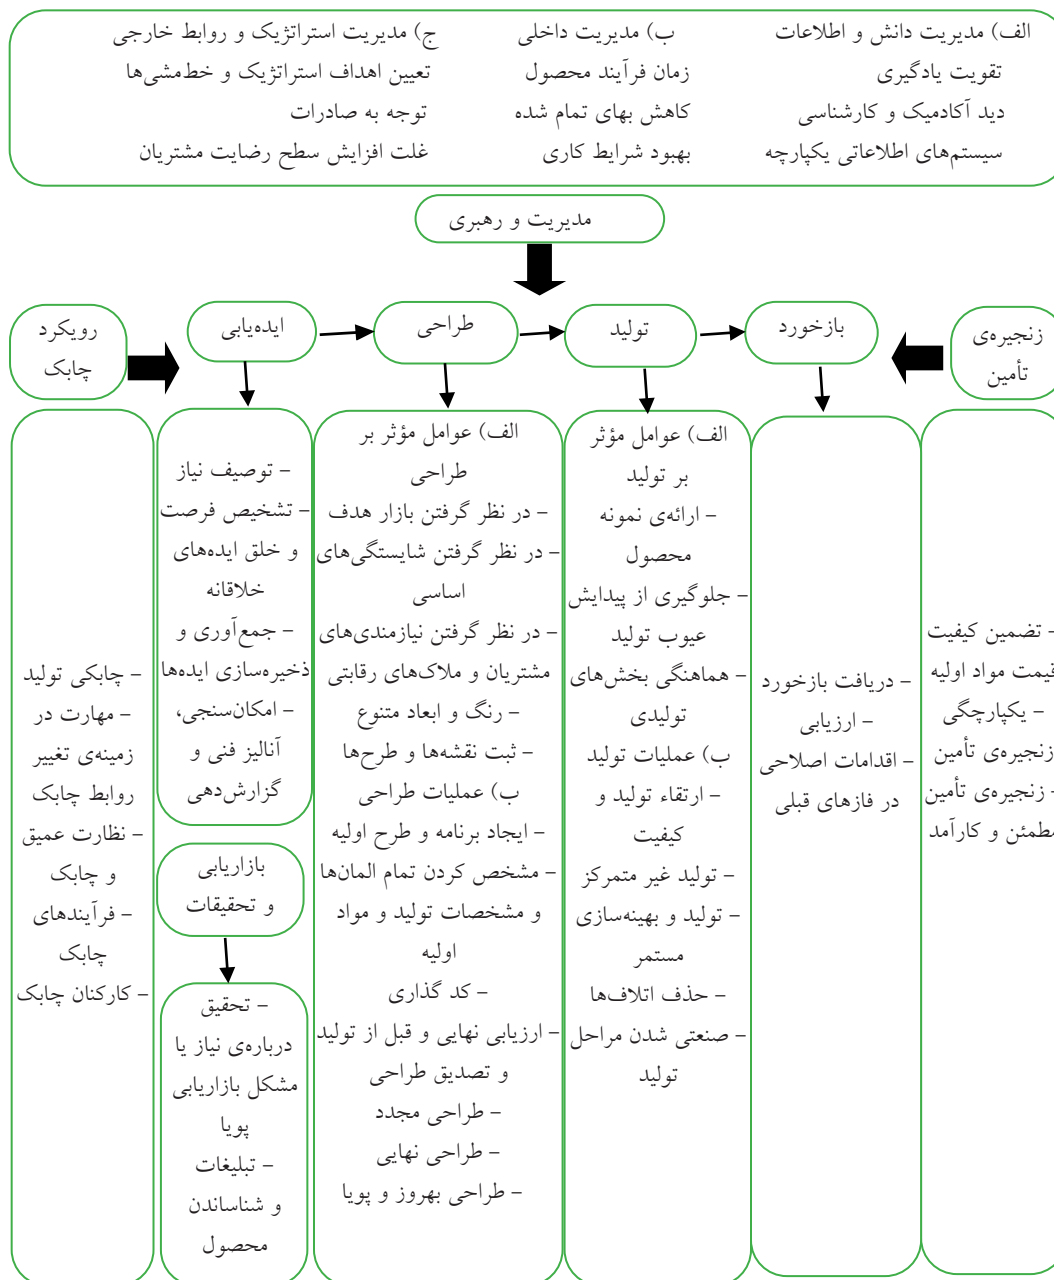 الف) مدیریت دانش و اطلاعات
تقویت یادگیری
دید آکادمیک و کارشناسی
سیستم‌های اطلاعاتی یکپارچه
ب) مدیریت داخلی
زمان فرآیند محصول
کاهش بهای تمام شده
بهبود شرایط کاری
ج) مدیریت استراتژیک و روابط خارجی
تعیین اهداف استراتژیک و خط‌مشی‌ها
توجه به صادرات
غلت افزایش سطح رضایت مشتریان
مدیریت و رهبری
زنجیره‌ی
تأمین
بازخورد
تولید
طراحی
ایده‌یابی
رویکرد
چابک
- تضمین کیفیت
قیمت مواد اولیه
- یکپارچگی
زنجیره‌ی تأمین
- زنجیره‌ی تأمین
مطمئن و کارآمد
- دریافت بازخورد
- ارزیابی
- اقدامات اصلاحی
در فازهای قبلی
الف) عوامل مؤثر
بر تولید
- ارائه‌ی نمونه
محصول
- جلوگیری از پیدایش
عیوب تولید
- هماهنگی بخش‌های
تولیدی
ب) عملیات تولید
- ارتقاء تولید و
کیفیت
- تولید غیر متمرکز
- تولید و بهینه‌سازی
مستمر
- حذف اتلاف‌ها
- صنعتی شدن مراحل
تولید
الف) عوامل مؤثر بر
طراحی
- در نظر گرفتن بازار هدف
- در نظر گرفتن شایستگی‌های
اساسی
- در نظر گرفتن نیازمندی‌های
مشتریان و ملاک‌های رقابتی
- رنگ و ابعاد متنوع
- ثبت نقشه‌ها و طرح‌ها
ب) عملیات طراحی
- ایجاد برنامه و طرح اولیه
- مشخص کردن تمام المان‌ها
و مشخصات تولید و مواد
اولیه
- کد گذاری
- ارزیابی نهایی و قبل از تولید
و تصدیق طراحی
- طراحی مجدد
- طراحی نهایی
- طراحی بهروز و پویا
- توصیف نیاز
- تشخیص فرصت
و خلق ایده‌های
خلاقانه
- جمع‌آوری و
ذخیره‌سازی ایده‌ها
- امکان‌سنجی،
آنالیز فنی و
گزارش‌دهی
بازاریابی
و تحقیقات
- تحقیق
درباره‌ی نیاز یا
مشکل بازاریابی
پویا
- تبلیغات
و شناساندن
محصول
- چابکی تولید
- مهارت در
زمینه‌ی تغییر
روابط چابک
- نظارت عمیق
و چابک
- فرآیندهای
چابک
- کارکنان چابک